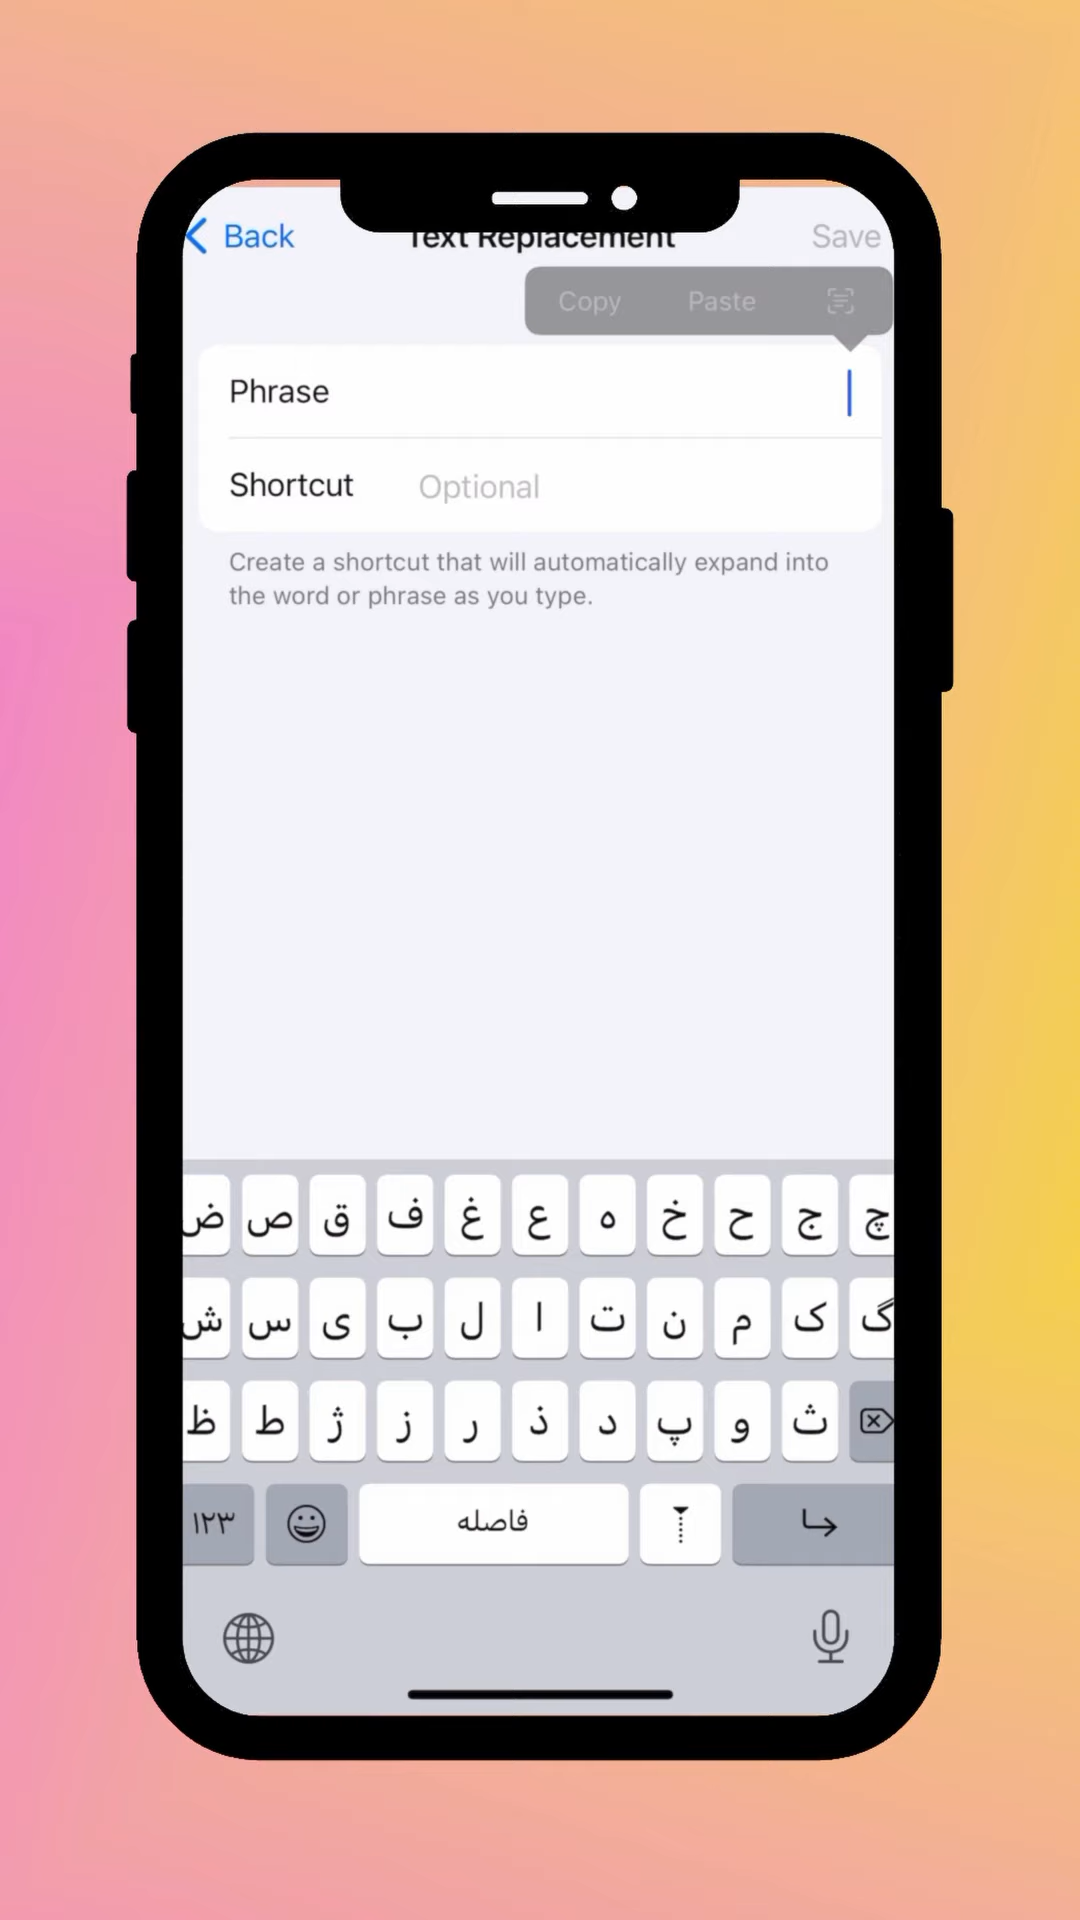 Back Text Replacement Save
Copy Paste
Phrase
Shortcut Optional
Create a shortcut that will automatically expand into
the word or phrase as you type.
ض ص ق ف غ ع ه خ ح ج چ
ش س ی ب ل ا ت ن م ک گ
ظ ط ژ ز ر ذ د پ و ث
۱۲۳ فاصله